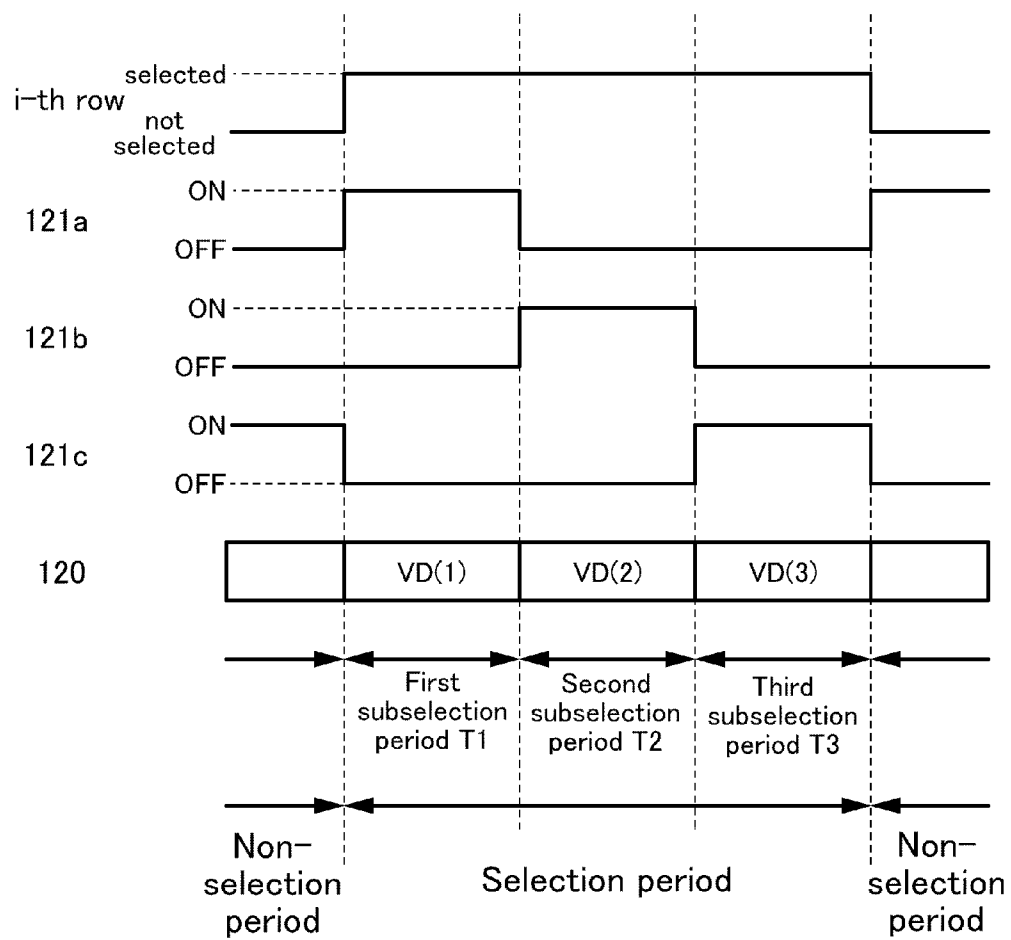 selected
i-th row
not
selected
ON
121a
OFF
ON
121b
OFF
ON
121c
OFF
120
VD(1)
VD(2)
VD(3)
First
subselection
period T1
Second
subselection
period T2
Third
subselection
period T3
Non-
selection
period
Selection period
Non-
selection
period